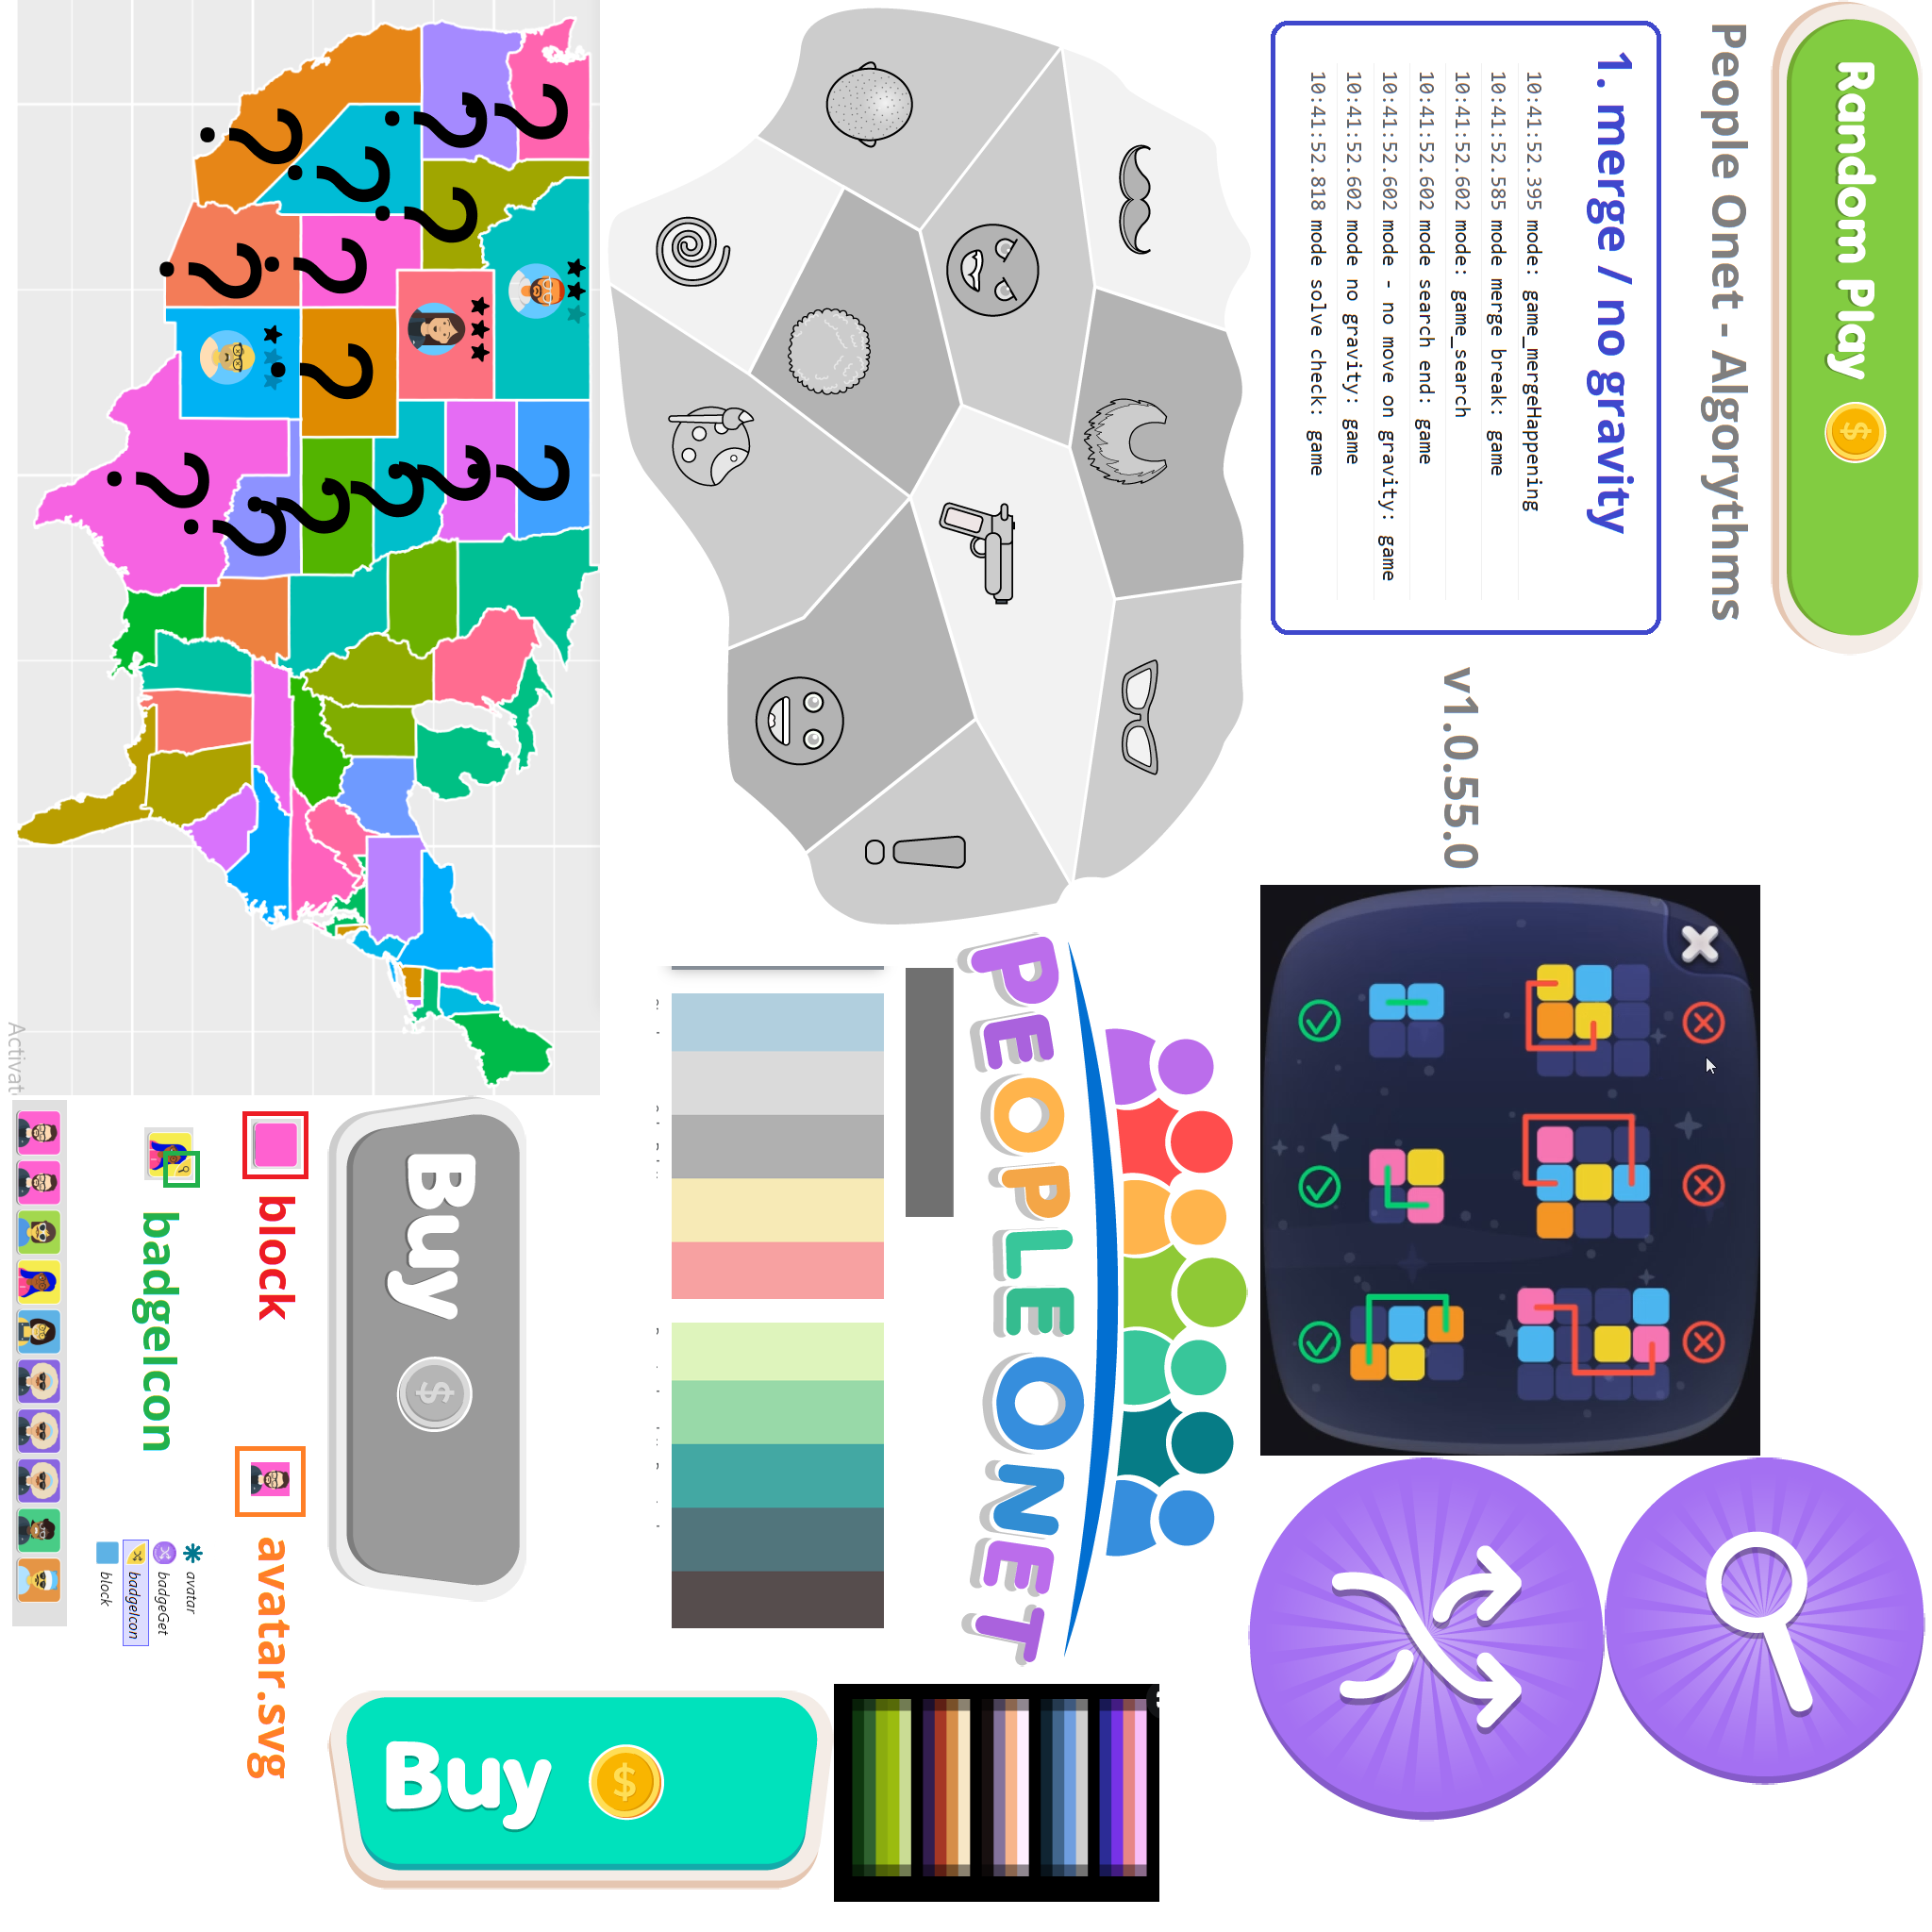 Random Play
People Onet - Algorythms
1. merge / no gravity
10:41:52.395 mode: game_mergeHappening
10:41:52.585 mode merge break: game
10:41:52.602 mode: game_search
10:41:52.602 mode search end: game
10:41:52.602 mode - no move on gravity: game
10:41:52.602 mode no gravity: game
10:41:52.818 mode solve check: game
v1.0.55.0
PEOPLE ONET
Buy
block
avatar.svg
badgeIcon
avatar
badgeGet
badgeIcon
block
Activat
Buy